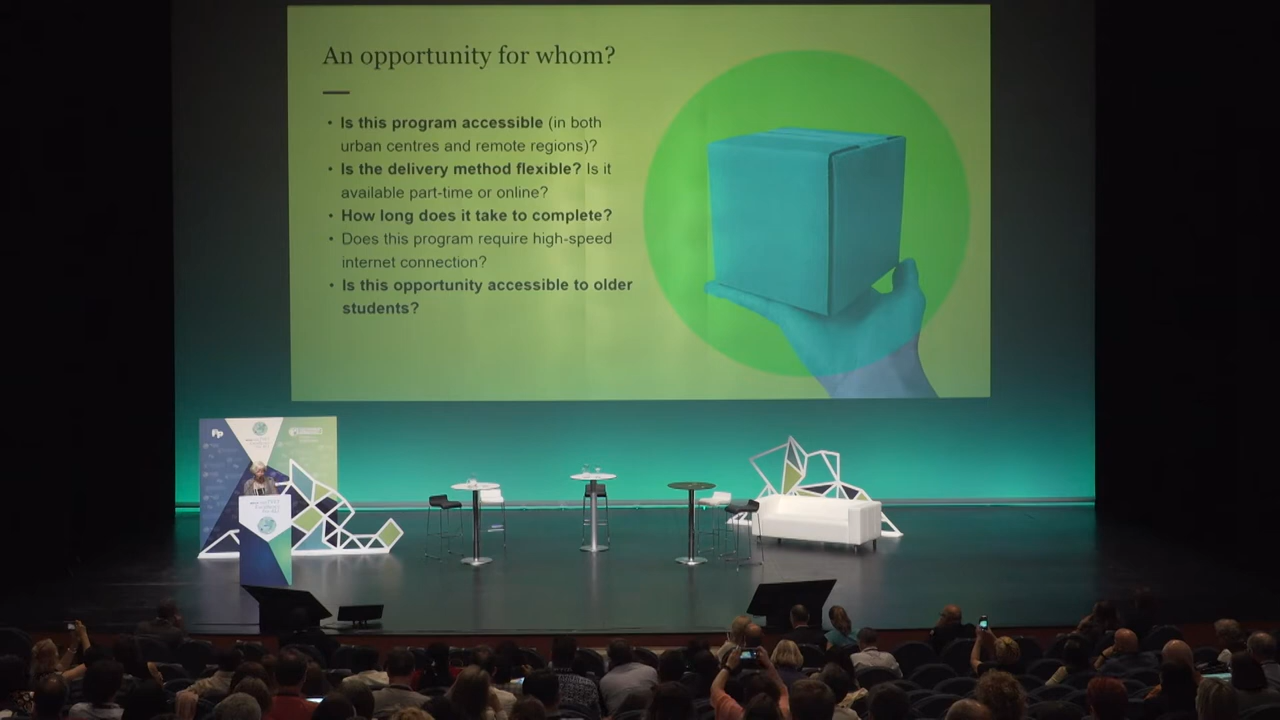 An opportunity for whom?
• Is this program accessible (in both
urban centres and remote regions)?
• Is the delivery method flexible? Is it
available part-time or online?
• How long does it take to complete?
• Does this program require high-speed
internet connection?
• Is this opportunity accessible to older
students?